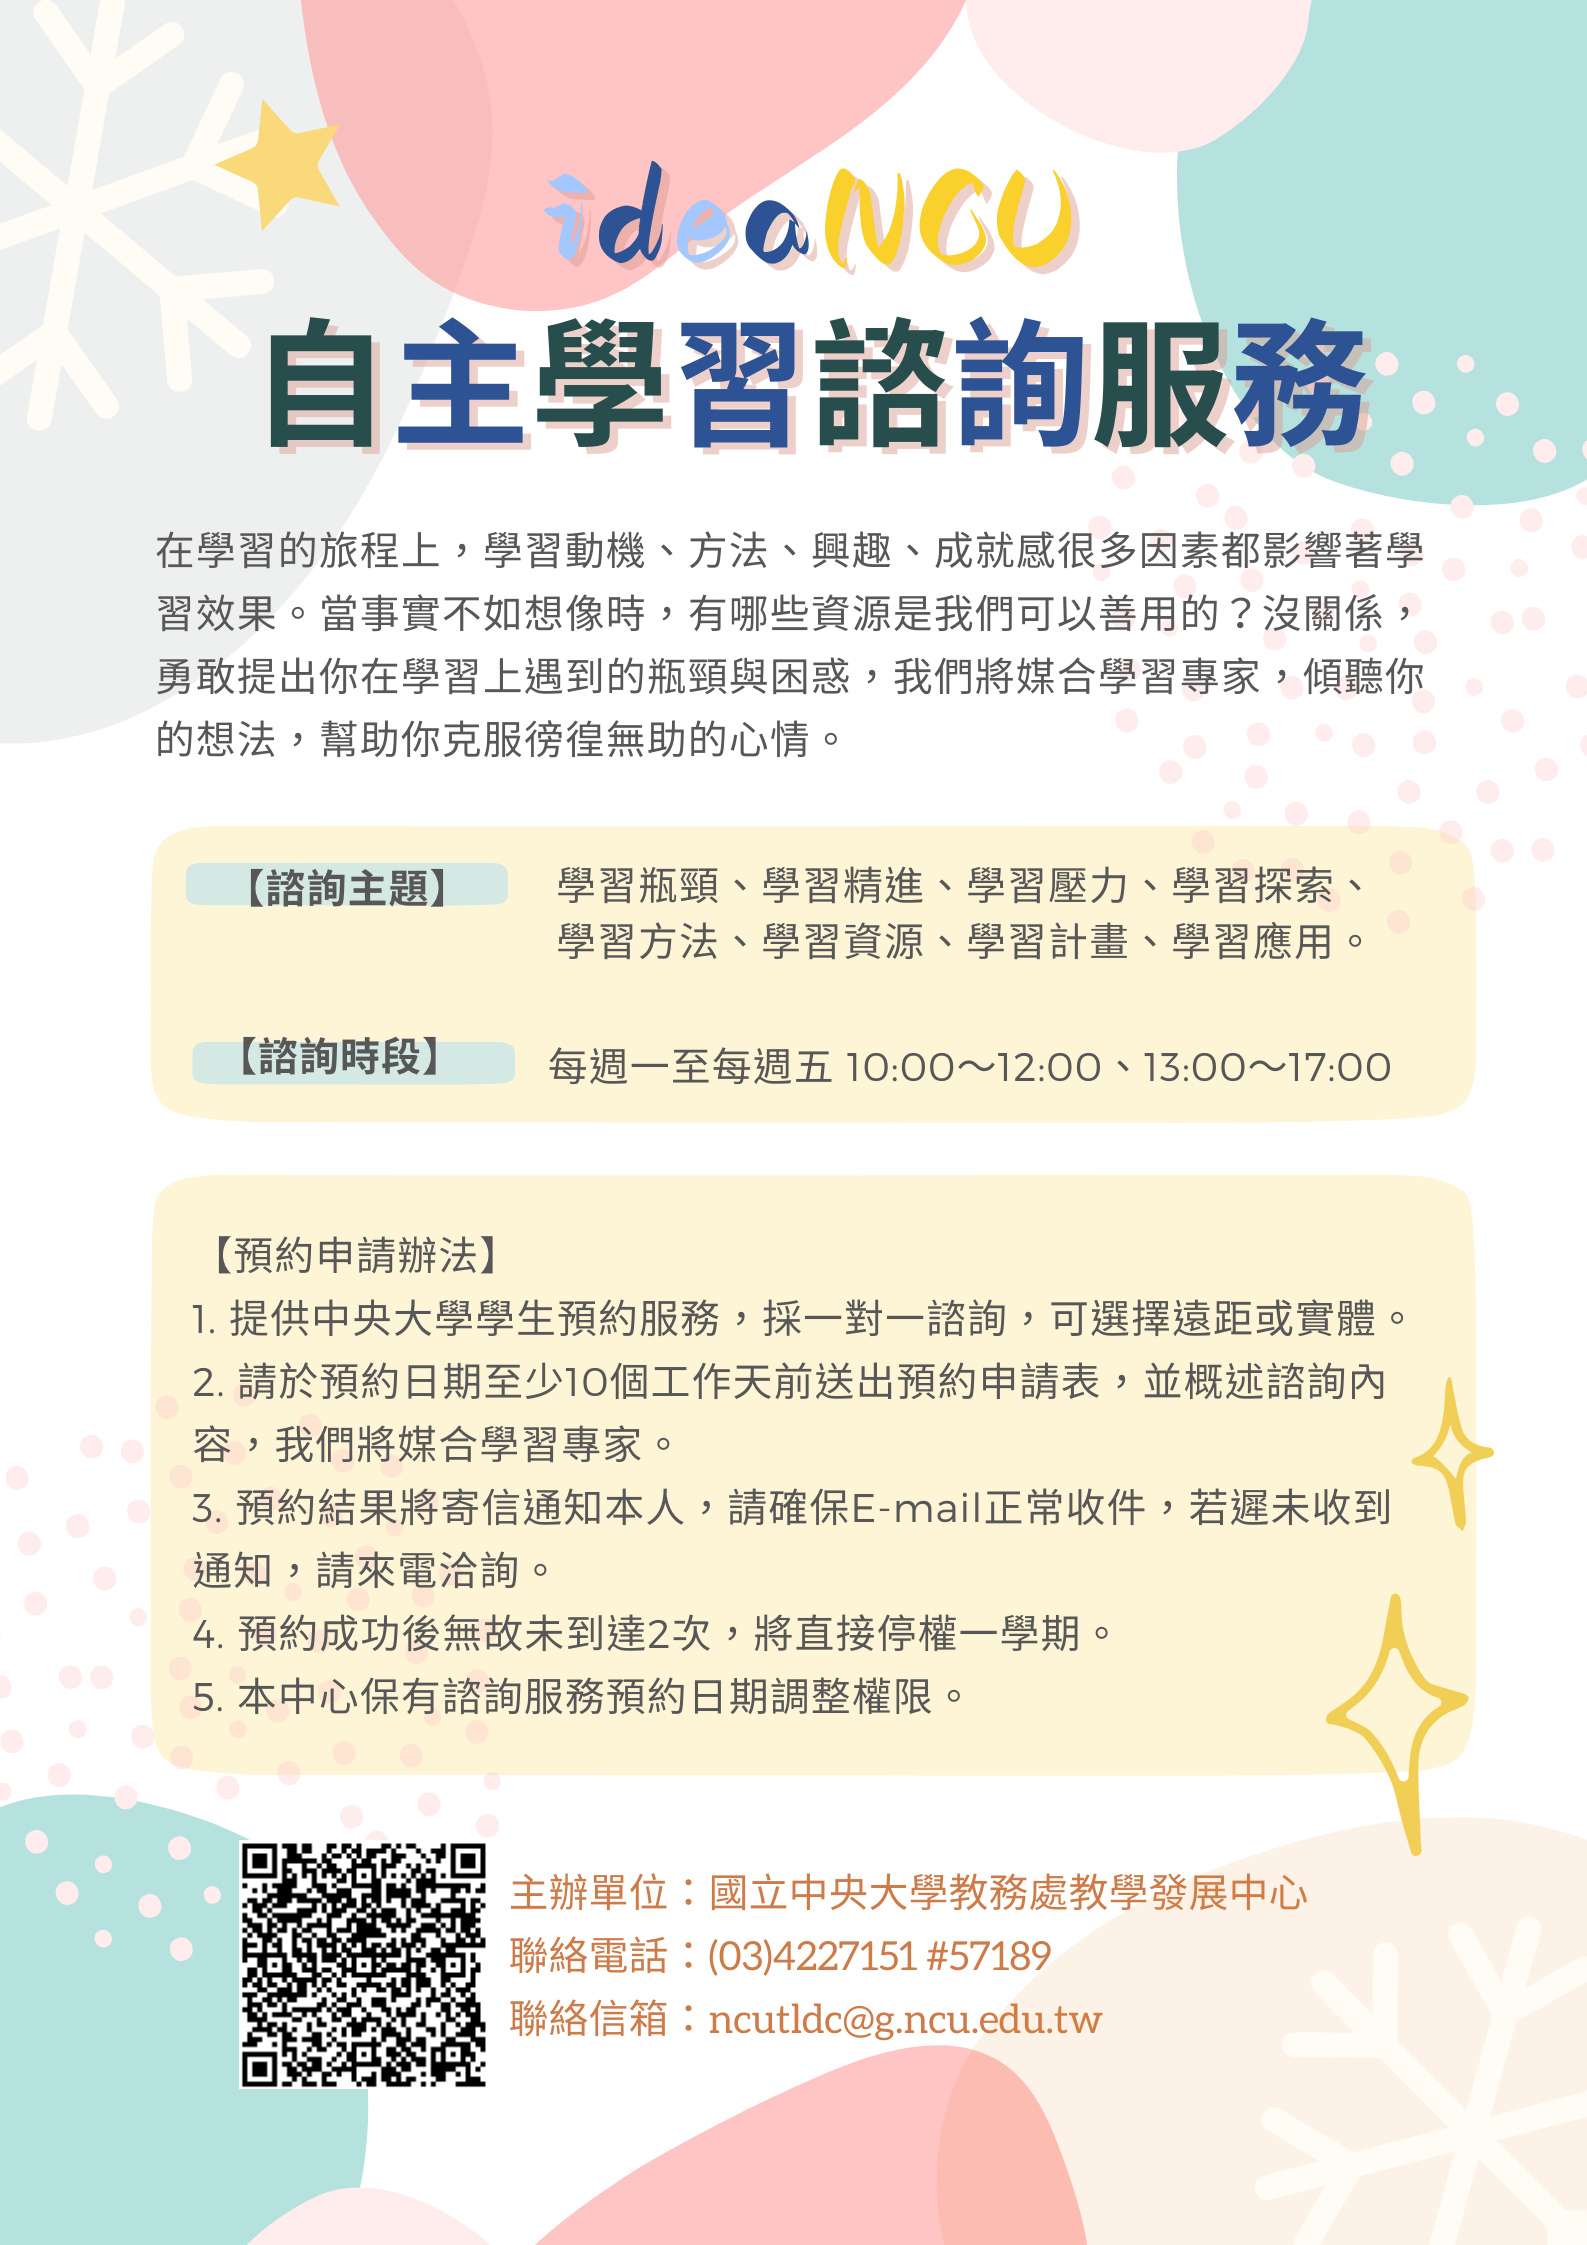 ideaNCU
自主學習諮詢服務
在學習的旅程上，學習動機、方法、興趣、成就感很多因素都影響著學
習效果。當事實不如想像時，有哪些資源是我們可以善用的？沒關係，
勇敢提出你在學習上遇到的瓶頸與困惑，我們將媒合學習專家，傾聽你
的想法，幫助你克服徬徨無助的心情。
【諮詢主題】 學習瓶頸、學習精進、學習壓力、學習探索、
學習方法、學習資源、學習計畫、學習應用。
【諮詢時段】 每週一至每週五 10:00～12:00、13:00～17:00
【預約申請辦法】
1. 提供中央大學學生預約服務，採一對一諮詢，可選擇遠距或實體。
2. 請於預約日期至少10個工作天前送出預約申請表，並概述諮詢內
容，我們將媒合學習專家。
3. 預約結果將寄信通知本人，請確保E-mail正常收件，若遲未收到
通知，請來電洽詢。
4. 預約成功後無故未到達2次，將直接停權一學期。
5. 本中心保有諮詢服務預約日期調整權限。
主辦單位：國立中央大學教務處教學發展中心
聯絡電話：(03)4227151 #57189
聯絡信箱：ncutldc@g.ncu.edu.tw